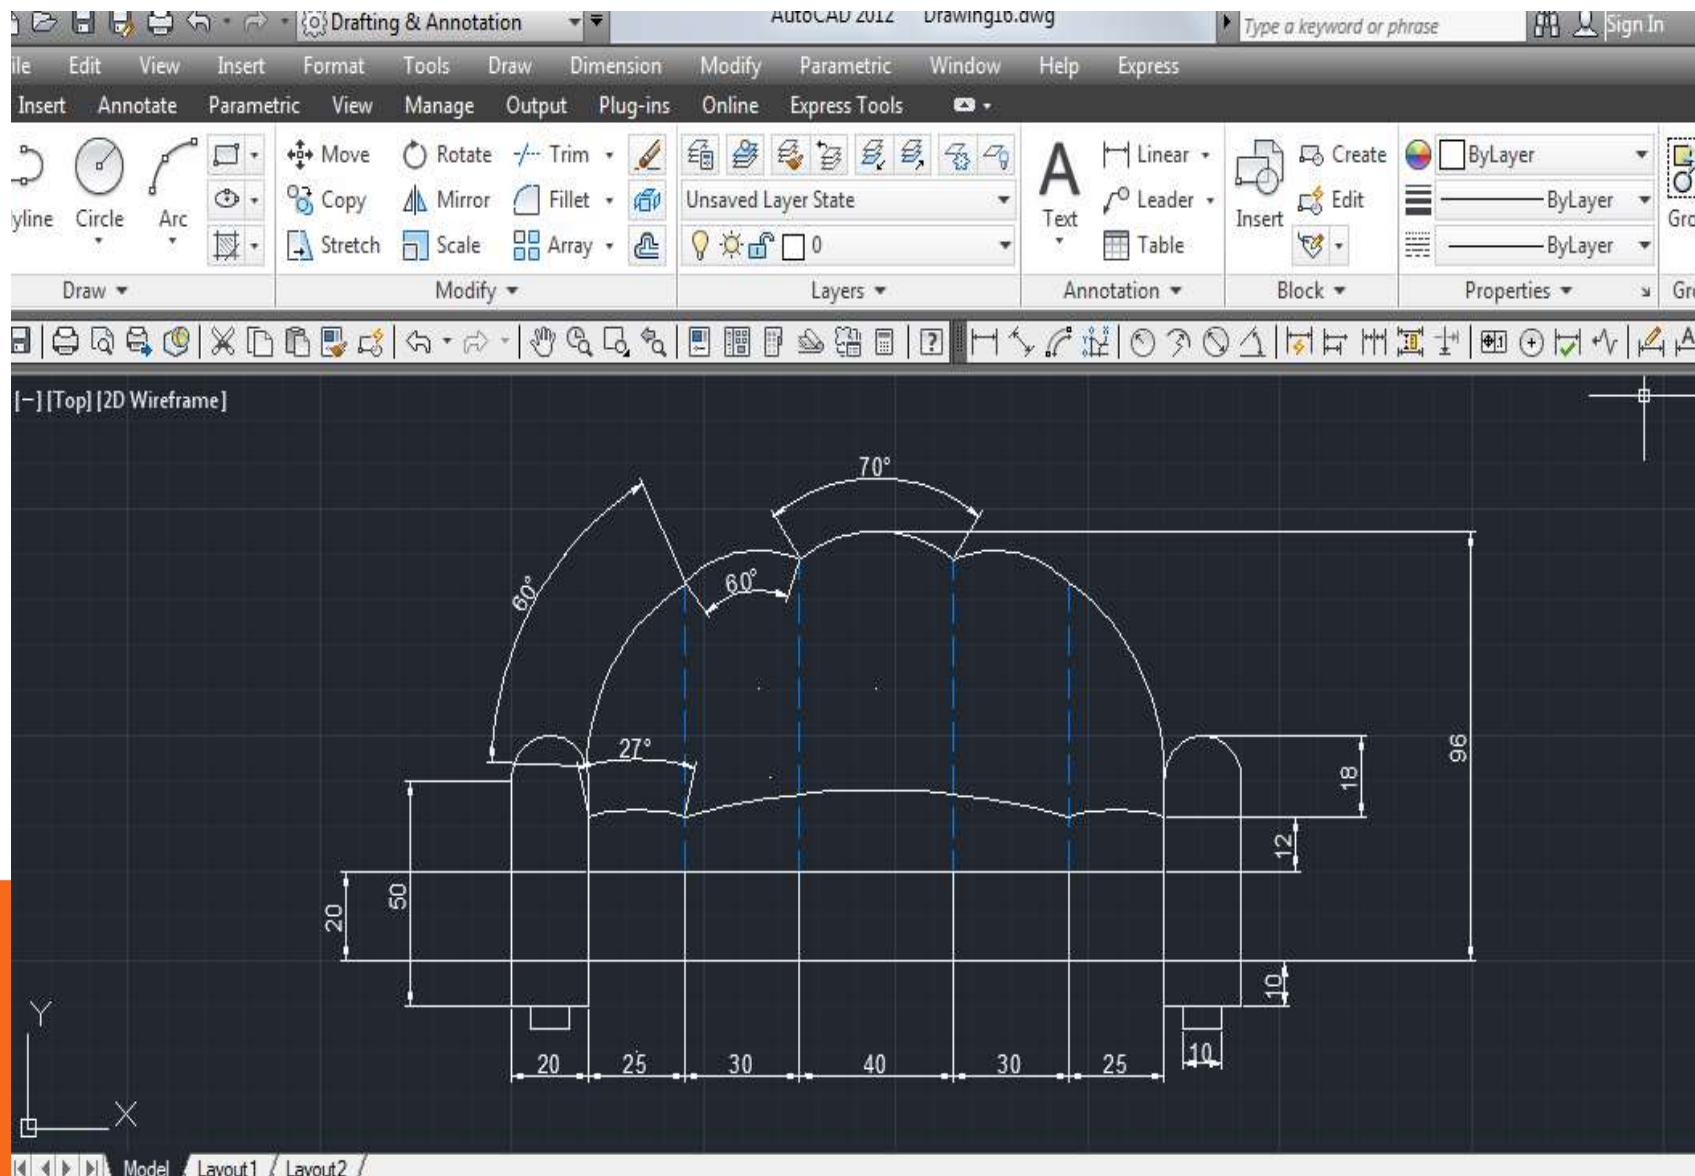 Drafting & Annotation
AutoCAD 2012 Drawing16.dwg
Type a keyword or phrase
Sign In
ile Edit View Insert Format Tools Draw Dimension Modify Parametric Window Help Express
Insert Annotate Parametric View Manage Output Plug-ins Online Express Tools
Move Rotate Trim Linear Create ByLayer
Copy Mirror Fillet Unsaved Layer State Leader Edit ByLayer
yline Circle Arc Text Insert Gro
Stretch Scale Array 0 Table ByLayer
Draw Modify Layers Annotation Block Properties Gro
[−] [Top] [2D Wireframe]
70°
60°
60°
27°
96
18
12
50
20
10
20 25 30 40 30 25 10
Y
X
Model Layout1 Layout2